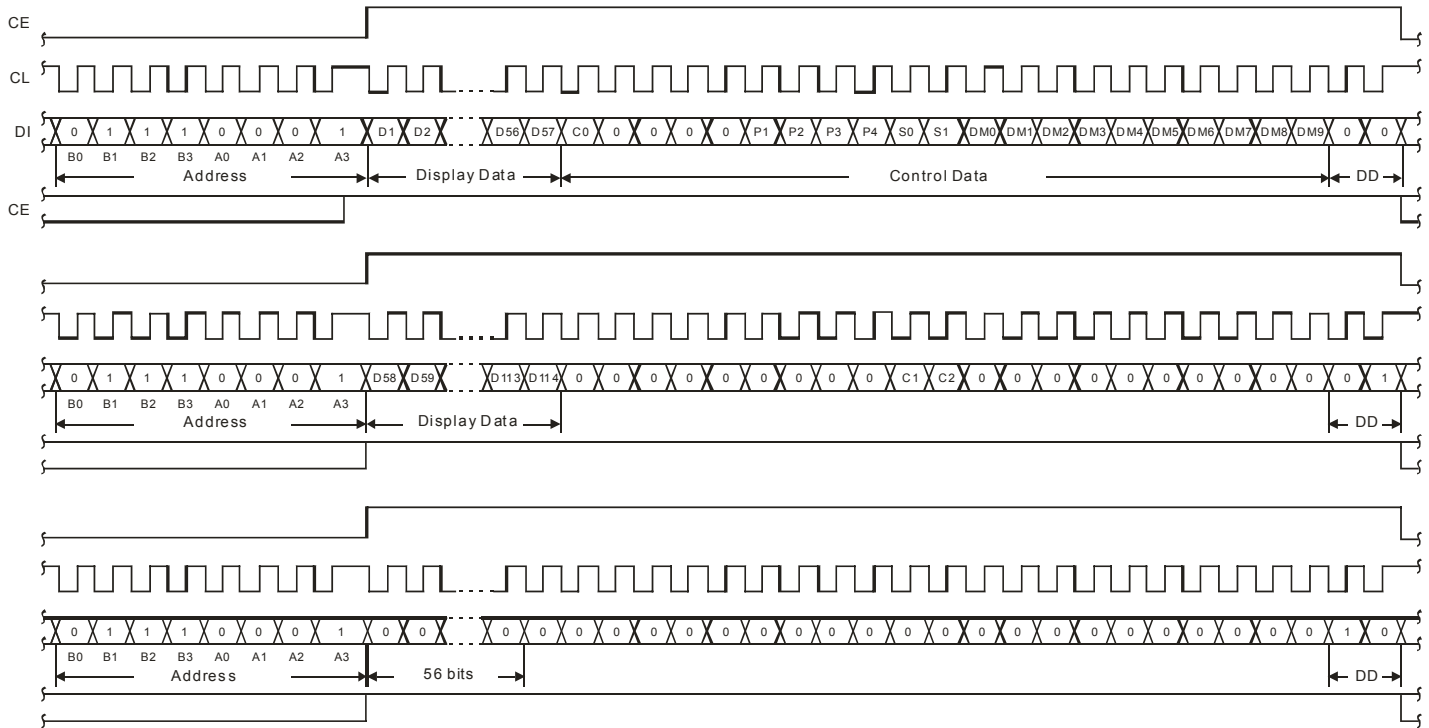 CE
CL
DI 0 1 1 1 0 0 0 1 D1 D2 D56 D57 C0 0 0 0 0 P1 P2 P3 P4 S0 S1 DM0 DM1 DM2 DM3 DM4 DM5 DM6 DM7 DM8 DM9 0 0
B0 B1 B2 B3 A0 A1 A2 A3
Address Display Data Control Data DD
CE
0 1 1 1 0 0 0 1 D58 D59 D113 D114 0 0 0 0 0 0 0 0 0 C1 C2 0 0 0 0 0 0 0 0 0 0 0 1
B0 B1 B2 B3 A0 A1 A2 A3
Address Display Data DD
0 1 1 1 0 0 0 1 0 0 0 0 0 0 0 0 0 0 0 0 0 0 0 0 0 0 0 0 0 0 0 0 0 1 0
B0 B1 B2 B3 A0 A1 A2 A3
Address 56 bits DD